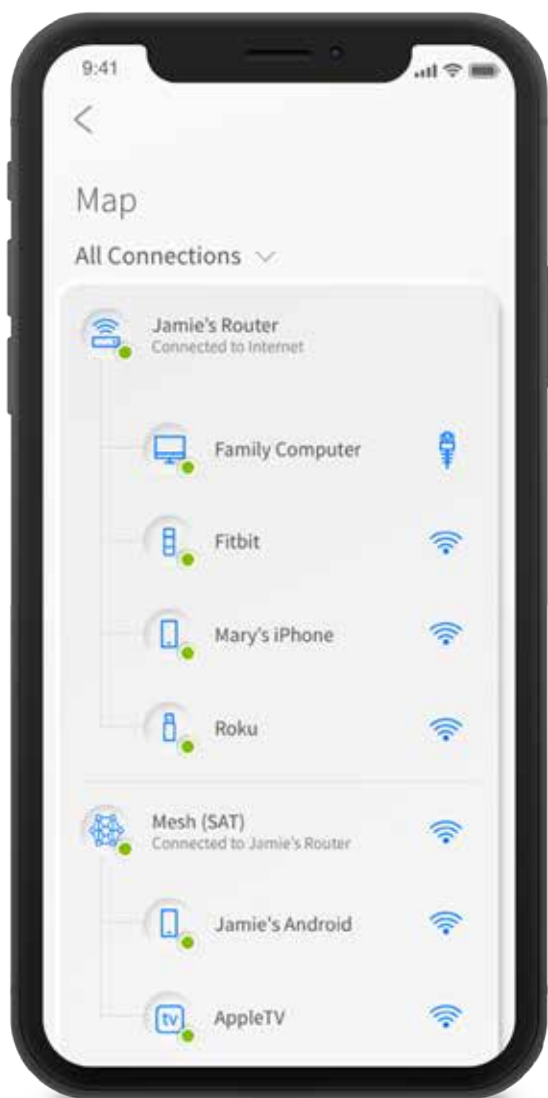 9:41
Map
All Connections
Jamie's Router
Connected to Internet
Family Computer
Fitbit
Mary's iPhone
Roku
Mesh (SAT)
Connected to Jamie's Router
Jamie's Android
tv
AppleTV